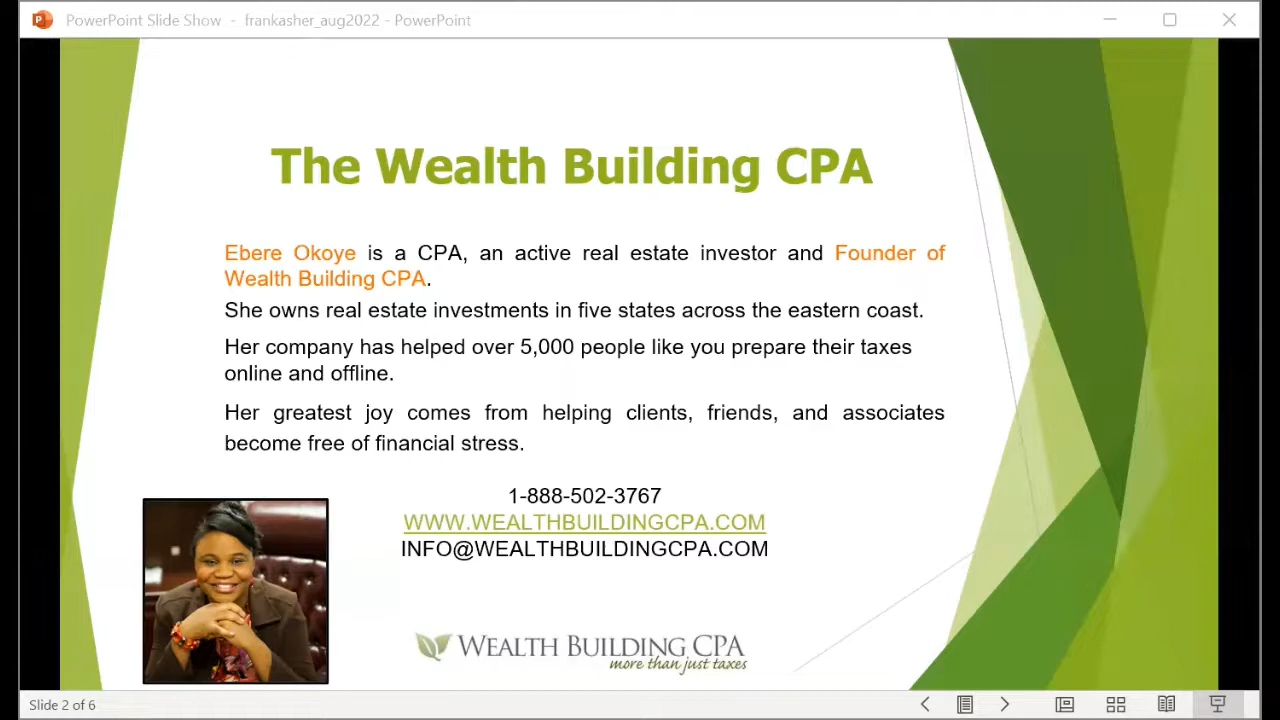 PowerPoint Slide Show - frankasher_aug2022 - PowerPoint
The Wealth Building CPA
Ebere Okoye is a CPA, an active real estate investor and Founder of
Wealth Building CPA.
She owns real estate investments in five states across the eastern coast.
Her company has helped over 5,000 people like you prepare their taxes
online and offline.
Her greatest joy comes from helping clients, friends, and associates
become free of financial stress.
1-888-502-3767
WWW.WEALTHBUILDINGCPA.COM
INFO@WEALTHBUILDINGCPA.COM
WEALTH BUILDING CPA
more than just taxes
Slide 2 of 6